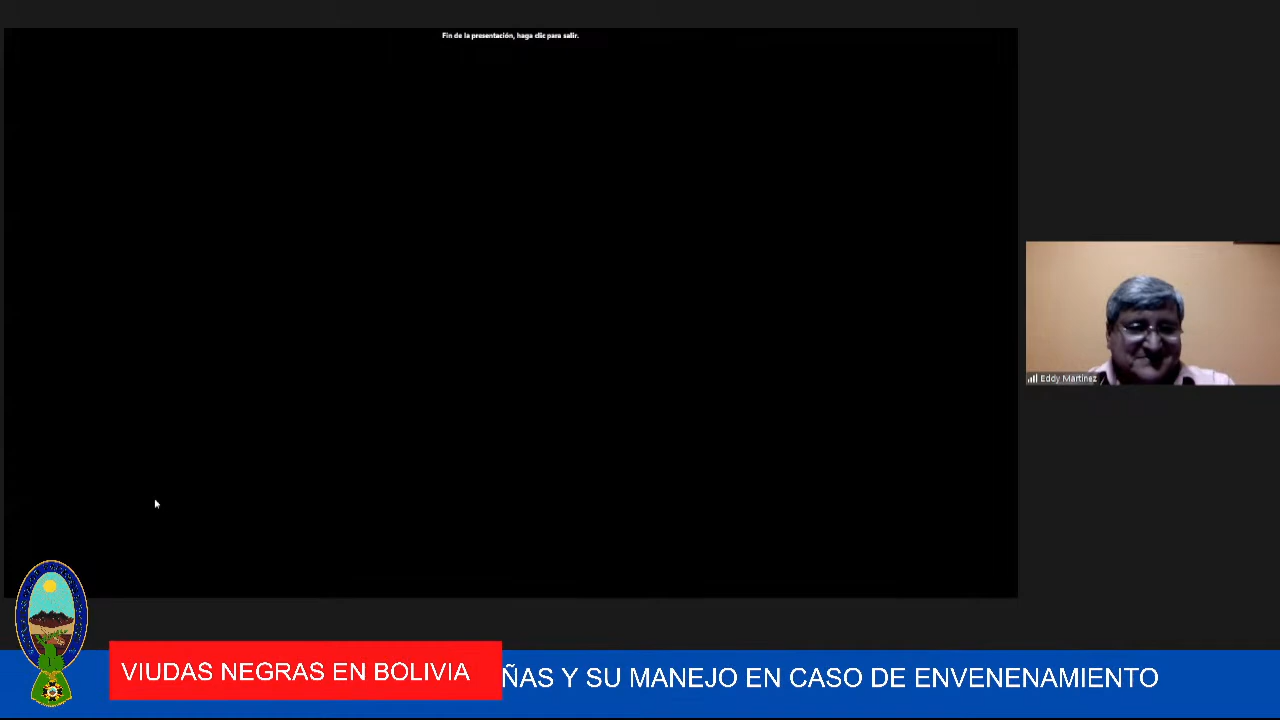 Fin de la presentación, haga clic para salir.
Eddy Martinez
VIUDAS NEGRAS EN BOLIVIA
ÑAS Y SU MANEJO EN CASO DE ENVENENAMIENTO